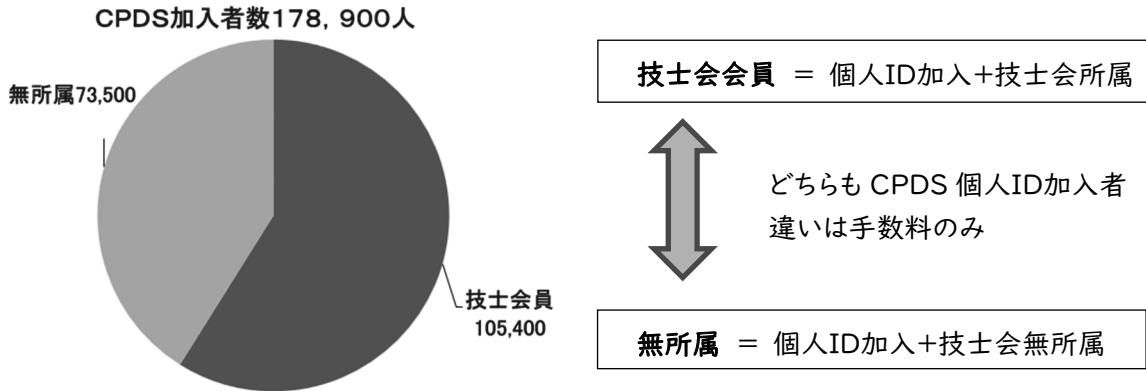 CPDS加入者数178, 900人
無所属73,500
技士会員
105,400
技士会会員 = 個人ID加入+技士会所属
どちらも CPDS 個人ID加入者
違いは手数料のみ
無所属 = 個人ID加入+技士会無所属